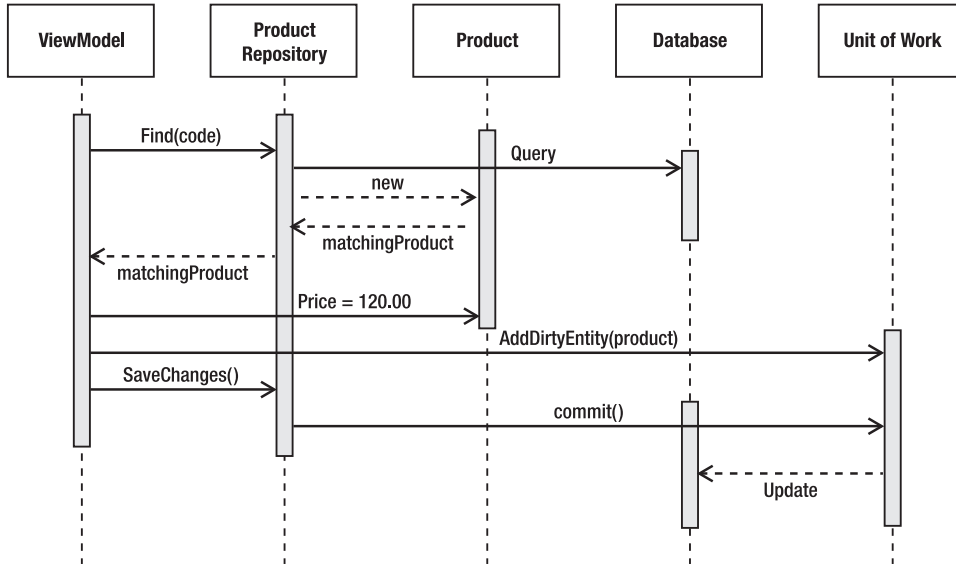 ViewModel
Product
Repository
Product
Database
Unit of Work
Find(code)
Query
new
matchingProduct
matchingProduct
Price = 120.00
AddDirtyEntity(product)
SaveChanges()
commit()
Update